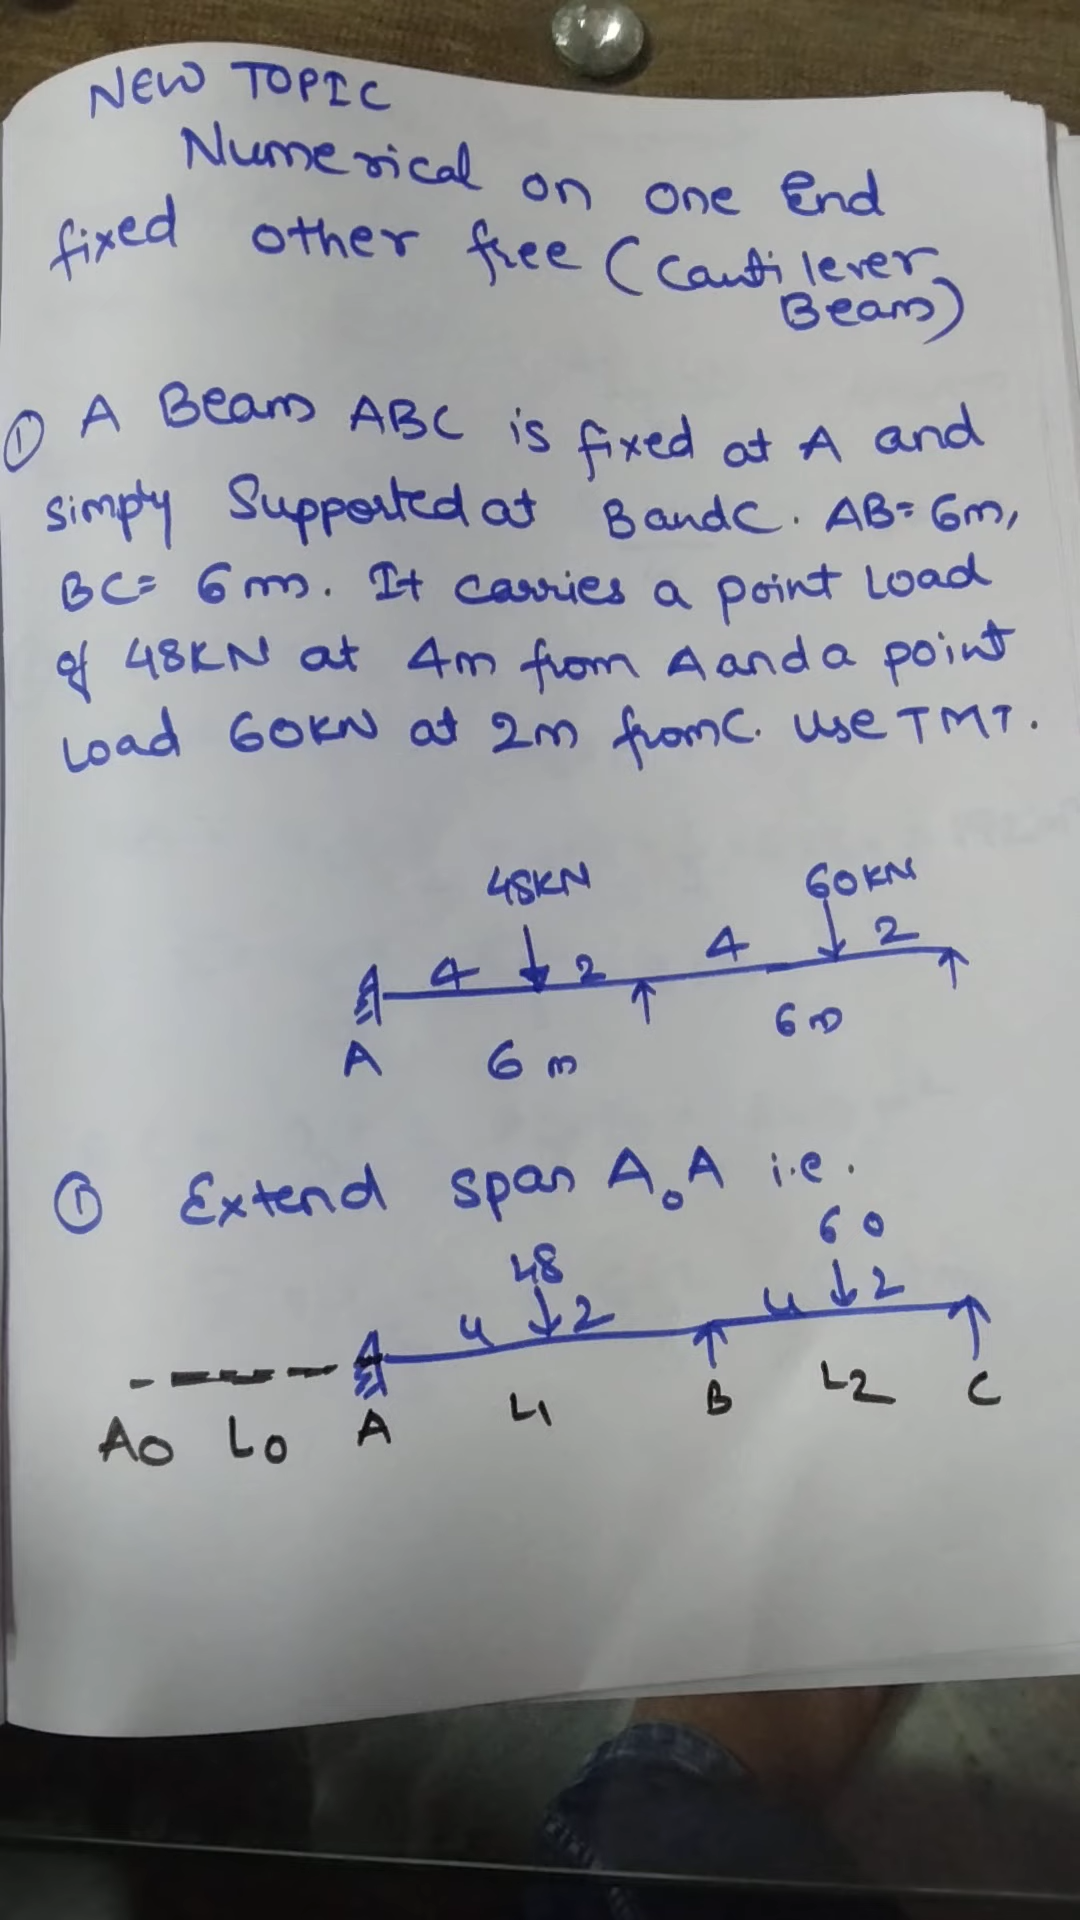 NEW TOPIC
Numerical on one End
fixed other free (Cantilever
Beam)
① A Beam ABC is fixed at A and
simply Supported at B and C. AB= 6m,
BC= 6m. It carries a point Load
of 48KN at 4m from A and a point
Load 60KN at 2m from C. Use TMT.
48KN 60KN
4 2 4 2
A 6 m 6 m
① Extend span A₀A i.e.
48 60
4 2 4 2
A0 L0 A L1 B L2 C